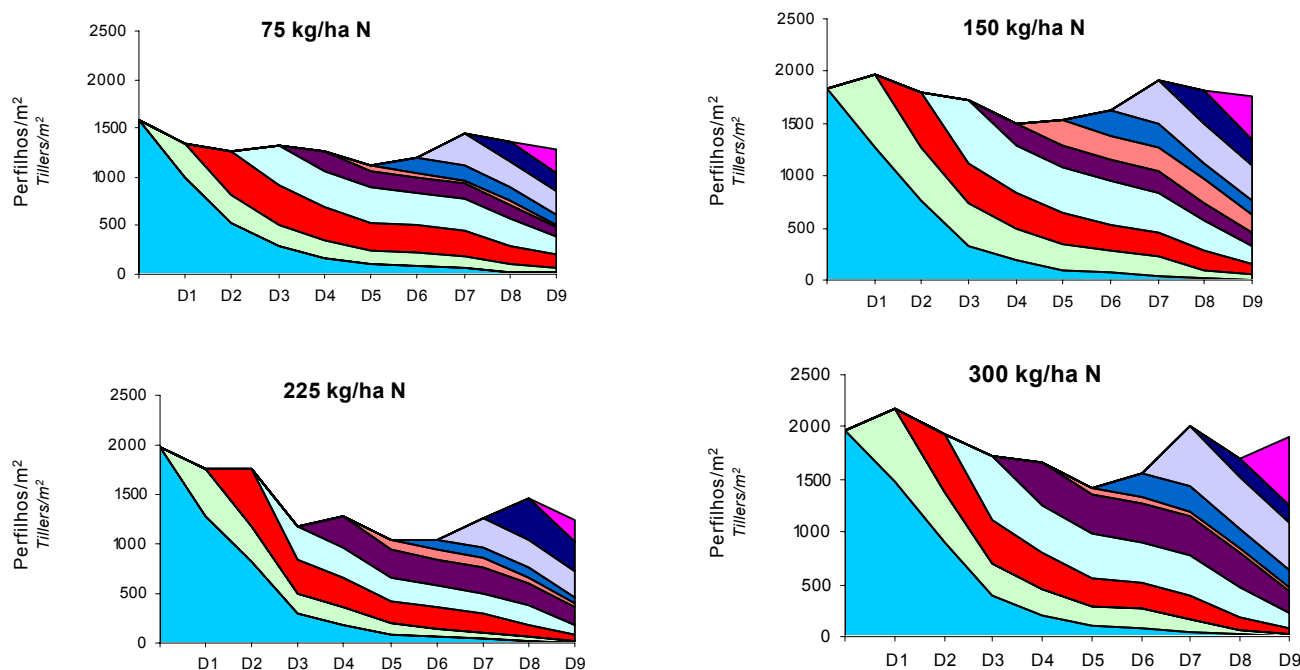 75 kg/ha N
2500
2000
1500
1000
500
0
Perfilhos/m²
Tillers/m²
D1 D2 D3 D4 D5 D6 D7 D8 D9
150 kg/ha N
2500
2000
1500
1000
500
0
Perfilhos/m²
Tillers/m²
D1 D2 D3 D4 D5 D6 D7 D8 D9
225 kg/ha N
2500
2000
1500
1000
500
0
Perfilhos/m²
Tillers/m²
D1 D2 D3 D4 D5 D6 D7 D8 D9
300 kg/ha N
2500
2000
1500
1000
500
0
Perfilhos/m²
Tillers/m²
D1 D2 D3 D4 D5 D6 D7 D8 D9